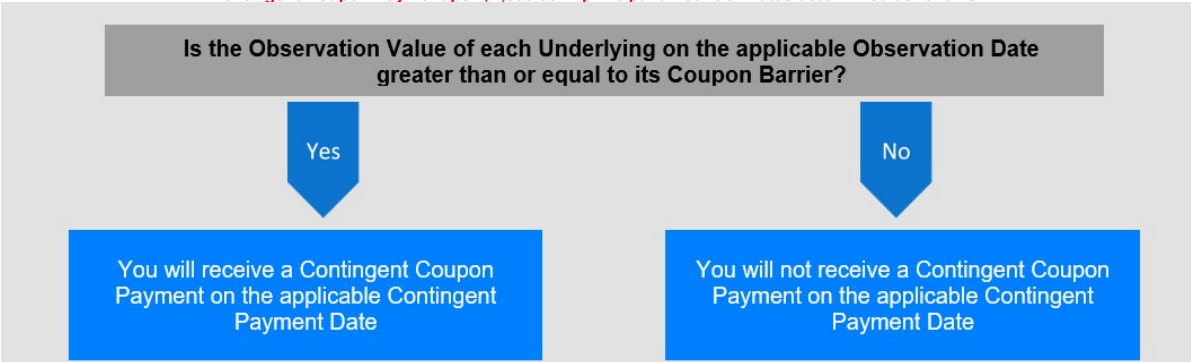 Is the Observation Value of each Underlying on the applicable Observation Date
greater than or equal to its Coupon Barrier?
Yes
No
You will receive a Contingent Coupon
Payment on the applicable Contingent
Payment Date
You will not receive a Contingent Coupon
Payment on the applicable Contingent
Payment Date